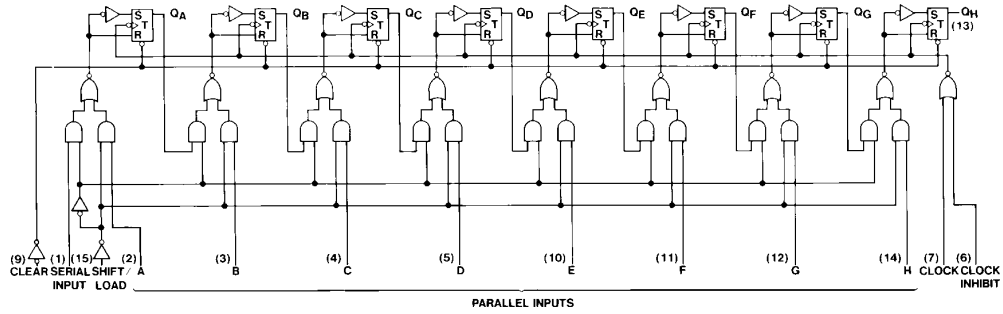 S T R QA
S T R QB
S T R QC
S T R QD
S T R QE
S T R QF
S T R QG
S T R QH
(13)
(9) (1) (15) (2) (3) (4) (5) (10) (11) (12) (14) (7) (6)
CLEAR SERIAL SHIFT/ A B C D E F G H CLOCK CLOCK
INPUT LOAD INHIBIT
PARALLEL INPUTS